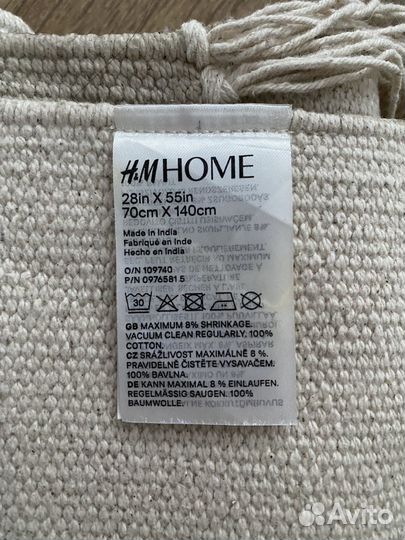 H&M HOME
28in X 55in
70cm X 140cm
Made in India
Fabriqué en Inde
Hecho en India
O/N 109740
P/N 0976581.5
30
GB MAXIMUM 8% SHRINKAGE.
VACUUM CLEAN REGULARLY, 100%
COTTON.
CZ SRÁŽLIVOST MAXIMÁLNĚ 8 %.
PRAVIDELNĚ ČISTĚTE VYSAVAČEM.
100% BAVLNA.
DE KANN MAXIMAL 8 % EINLAUFEN.
REGELMÄSSIG SAUGEN. 100%
BAUMWOLLE.
Avito